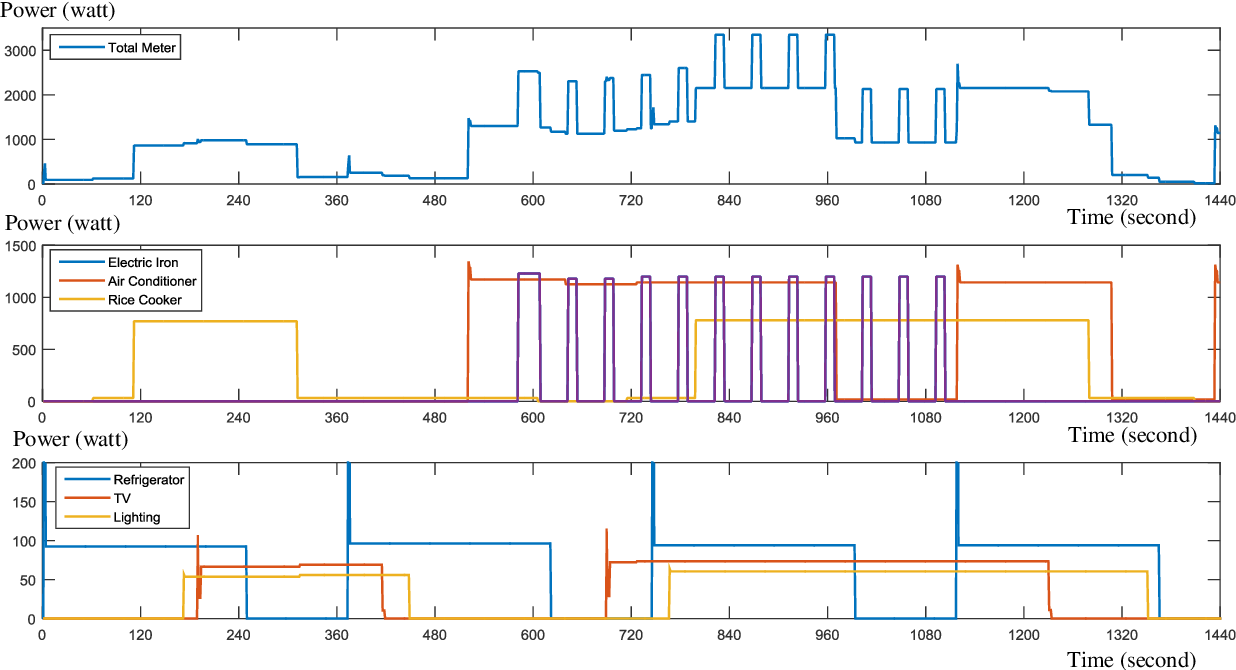 Power (watt)
Total Meter
3000
2000
1000
0
0 120 240 360 480 600 720 840 960 1080 1200 1320 1440
Time (second)
Power (watt)
Electric Iron
Air Conditioner
Rice Cooker
1500
1000
500
0
0 120 240 360 480 600 720 840 960 1080 1200 1320 1440
Time (second)
Power (watt)
Refrigerator
TV
Lighting
200
150
100
50
0
0 120 240 360 480 600 720 840 960 1080 1200 1320 1440
Time (second)